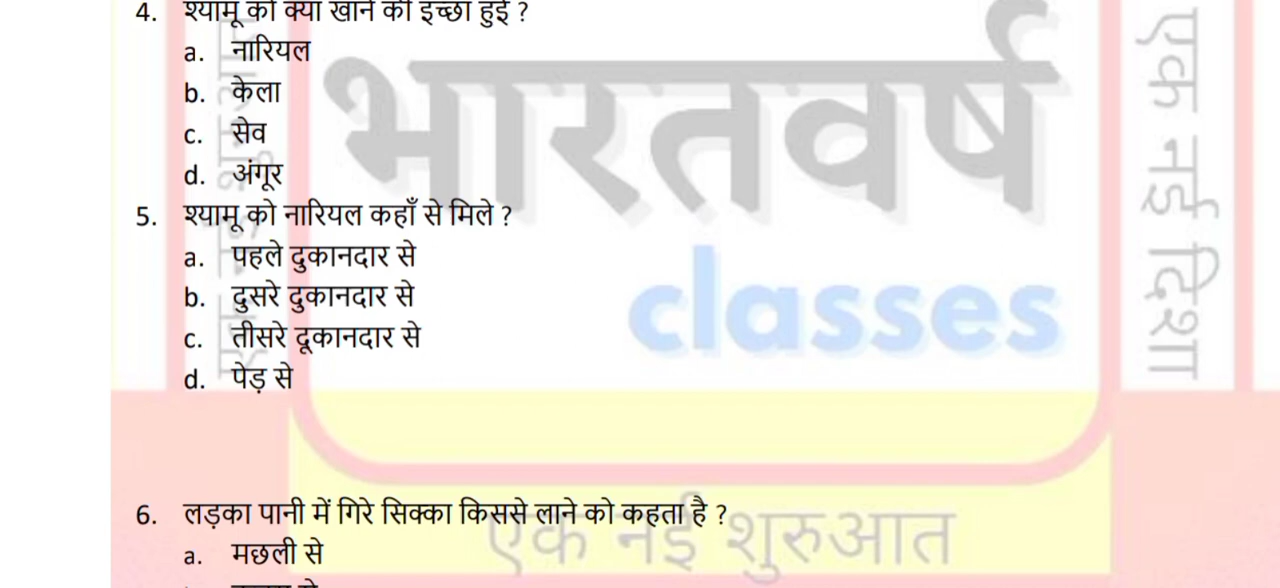 4. श्यामू को क्या खाने की इच्छा हुई ?
a. नारियल
b. केला
c. सेव
d. अंगूर
5. श्यामू को नारियल कहाँ से मिले ?
a. पहले दुकानदार से
b. दुसरे दुकानदार से
c. तीसरे दूकानदार से
d. पेड़ से
6. लड़का पानी में गिरे सिक्का किससे लाने को कहता है ?
a. मछली से
भारतवर्ष
classes
एक नई दिशा
एक नई शुरुआत